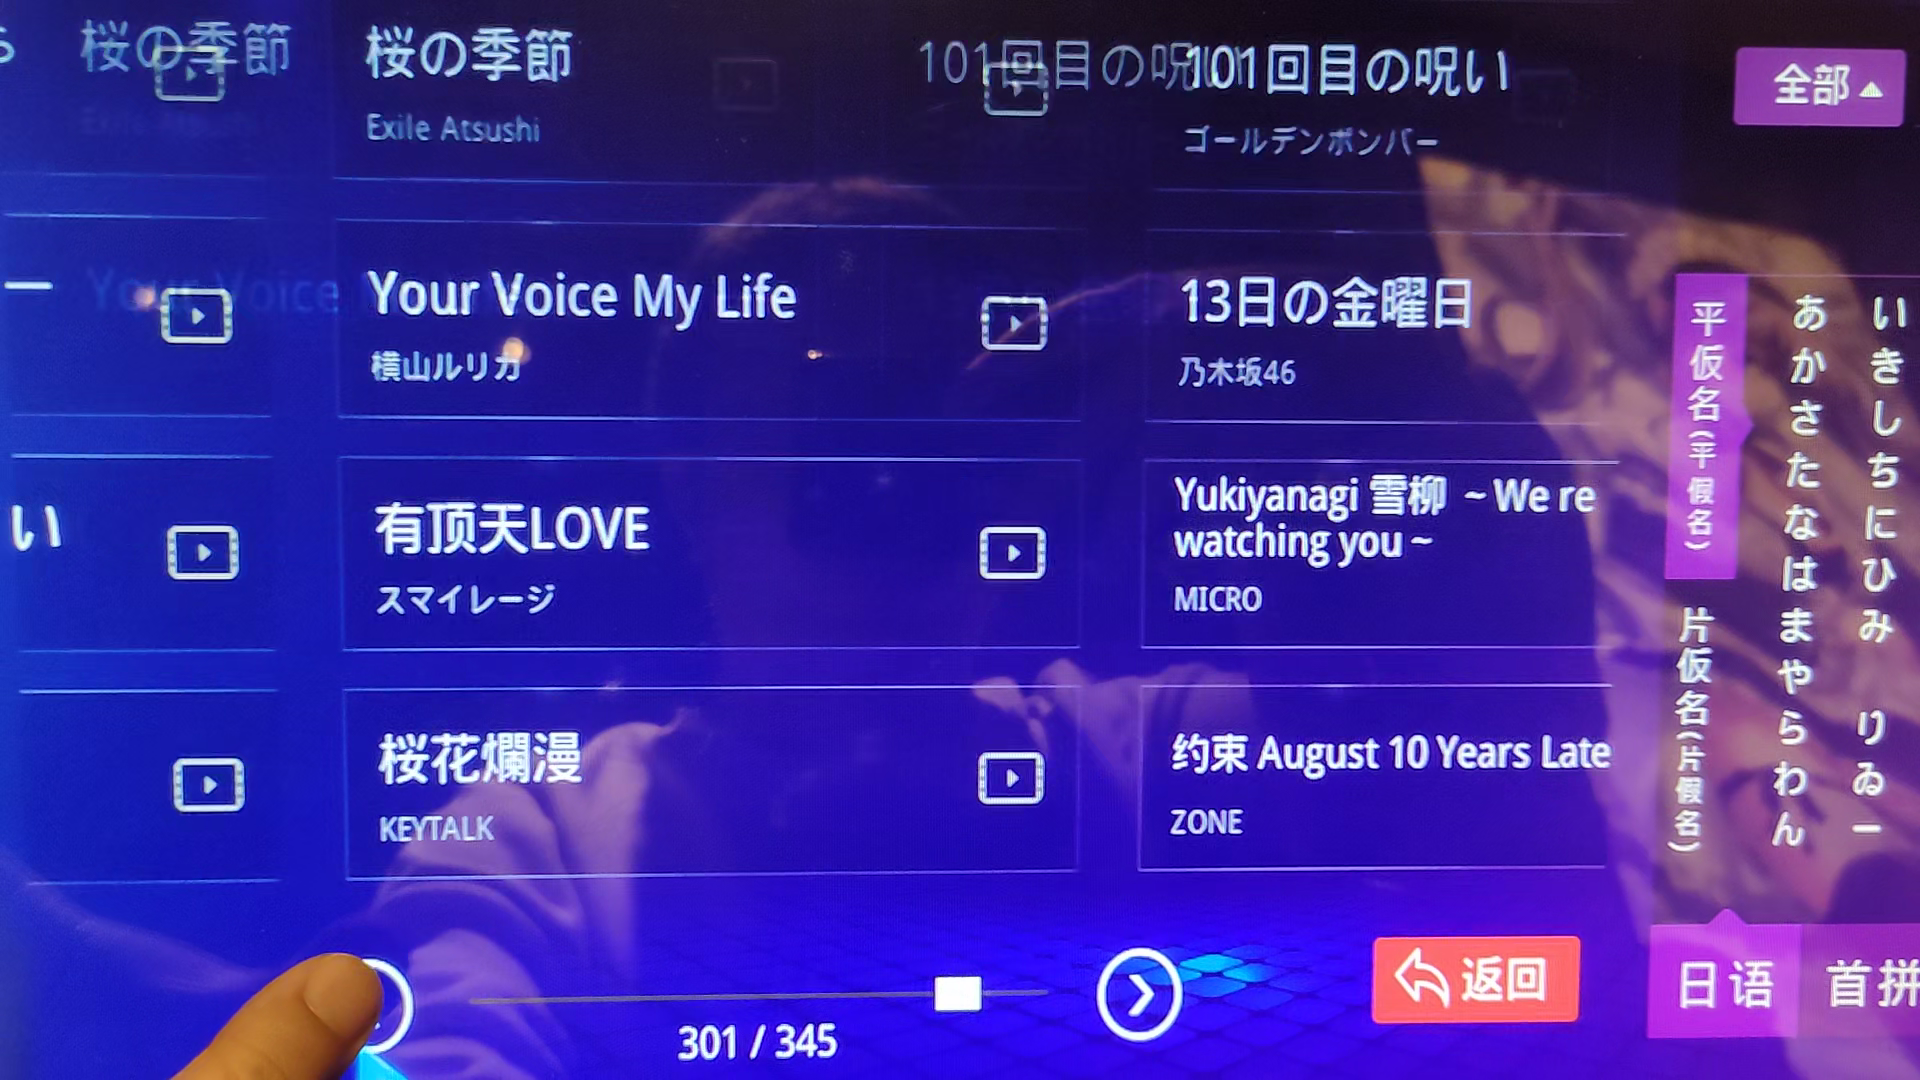 桜の季節
桜の季節
Exile Atsushi
101回目の呪い
101回目の呪い
ゴールデンボンバー
全部
Your Voice
Your Voice My Life
横山ルリカ
13日の金曜日
乃木坂46
い
有顶天LOVE
スマイレージ
Yukiyanagi 雪柳 ~ We re
watching you ~
MICRO
桜花爛漫
KEYTALK
约束 August 10 Years Late
ZONE
平仮名(平假名)
片仮名(片假名)
あかさたなはまやらわん
いきしちにひみ りゐー
301 / 345
返回
日语
首拼